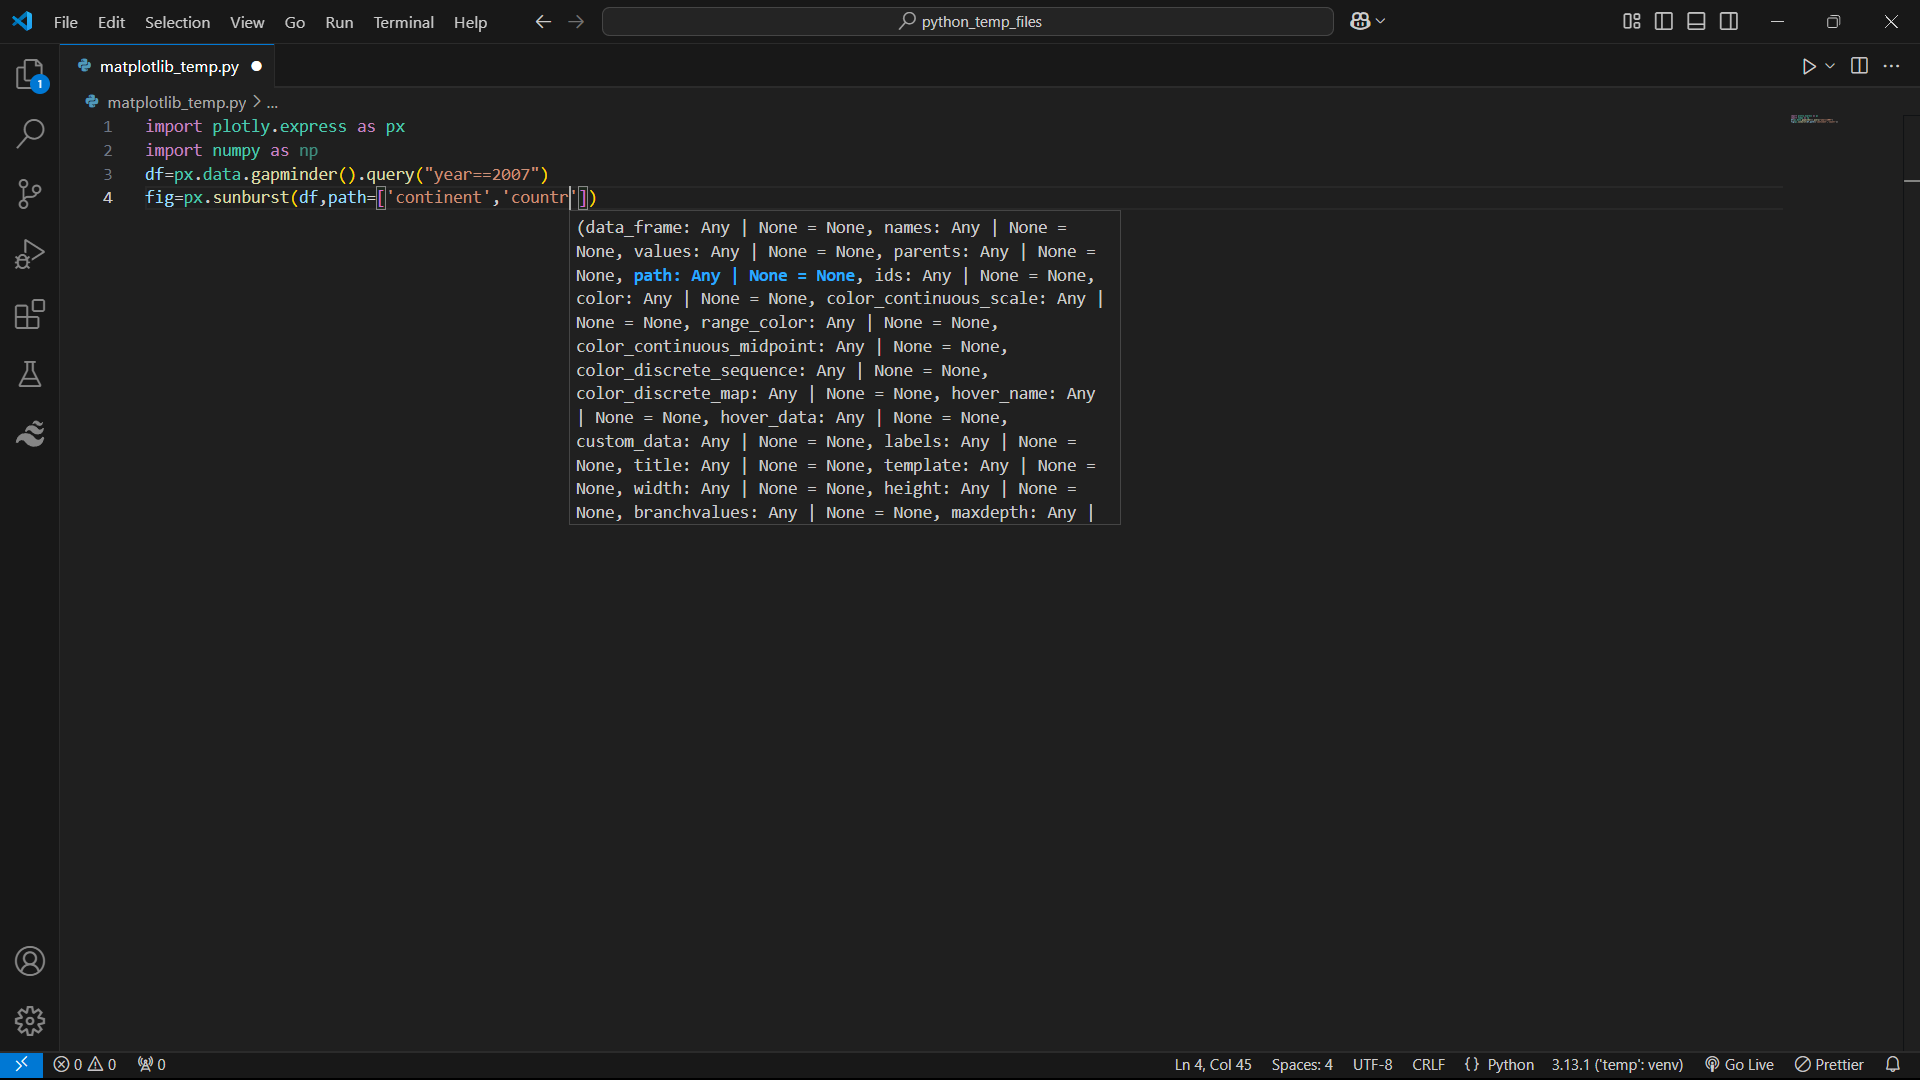 File Edit Selection View Go Run Terminal Help
python_temp_files
matplotlib_temp.py
1
matplotlib_temp.py > ...
1 import plotly.express as px
2 import numpy as np
3 df=px.data.gapminder().query("year==2007")
4 fig=px.sunburst(df,path=['continent','countr'])
(data_frame: Any | None = None, names: Any | None =
None, values: Any | None = None, parents: Any | None =
None, path: Any | None = None, ids: Any | None = None,
color: Any | None = None, color_continuous_scale: Any |
None = None, range_color: Any | None = None,
color_continuous_midpoint: Any | None = None,
color_discrete_sequence: Any | None = None,
color_discrete_map: Any | None = None, hover_name: Any
| None = None, hover_data: Any | None = None,
custom_data: Any | None = None, labels: Any | None =
None, title: Any | None = None, template: Any | None =
None, width: Any | None = None, height: Any | None =
None, branchvalues: Any | None = None, maxdepth: Any |
0 0 0 Ln 4, Col 45 Spaces: 4 UTF-8 CRLF {} Python 3.13.1 ('temp': venv) Go Live Prettier